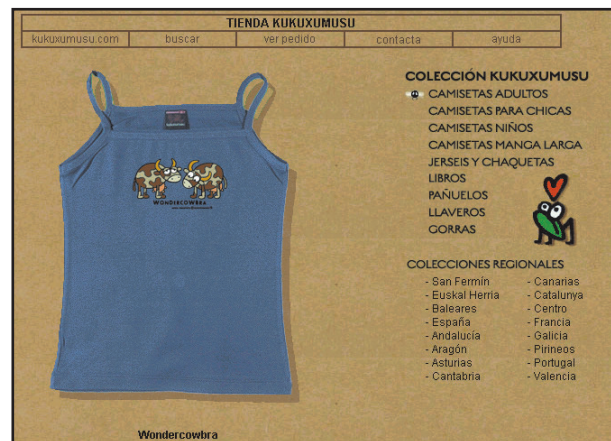 TIENDA KUKUXUMUSU
kukuxumusu.com buscar ver pedido contacta ayuda
WONDERCOWBRA
COLECCIÓN KUKUXUMUSU
CAMISETAS ADULTOS
CAMISETAS PARA CHICAS
CAMISETAS NIÑOS
CAMISETAS MANGA LARGA
JERSEIS Y CHAQUETAS
LIBROS
PAÑUELOS
LLAVEROS
GORRAS
COLECCIONES REGIONALES
- San Fermín
- Euskal Herria
- Baleares
- España
- Andalucía
- Aragón
- Asturias
- Cantabria
- Canarias
- Catalunya
- Centro
- Francia
- Galicia
- Pirineos
- Portugal
- Valencia
Wondercowbra